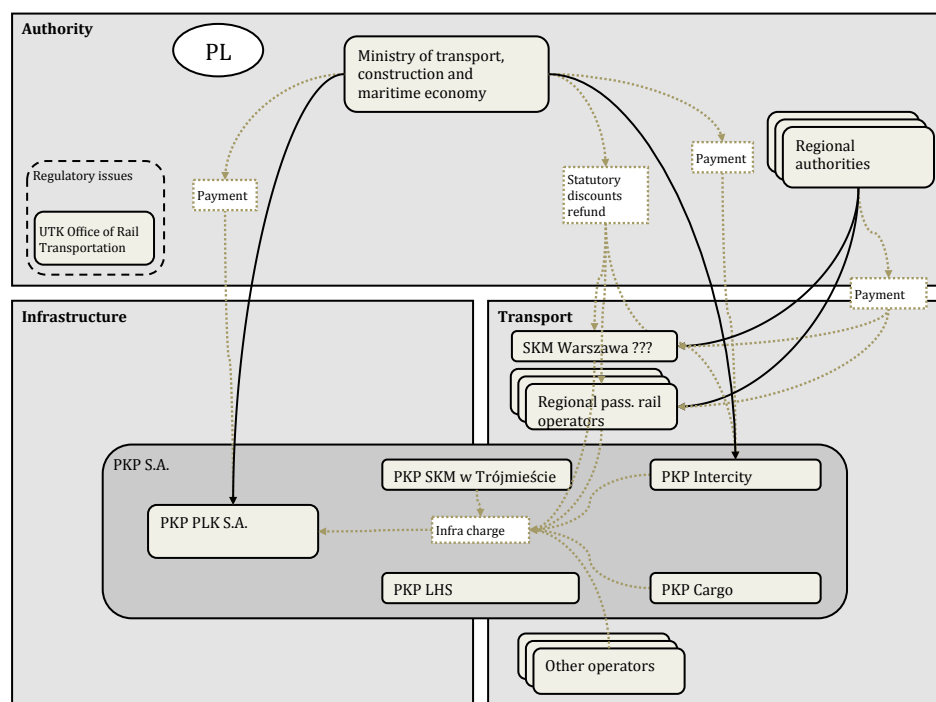 Authority
PL
Ministry of transport,
construction and
maritime economy
Regional
authorities
Payment
Statutory
discounts
refund
Regulatory issues
Payment
UTK Office of Rail
Transportation
Payment
Infrastructure
Transport
SKM Warszawa ???
Regional pass. rail
operators
PKP S.A.
PKP SKM w Trójmieście
PKP Intercity
PKP PLK S.A.
Infra charge
PKP LHS
PKP Cargo
Other operators